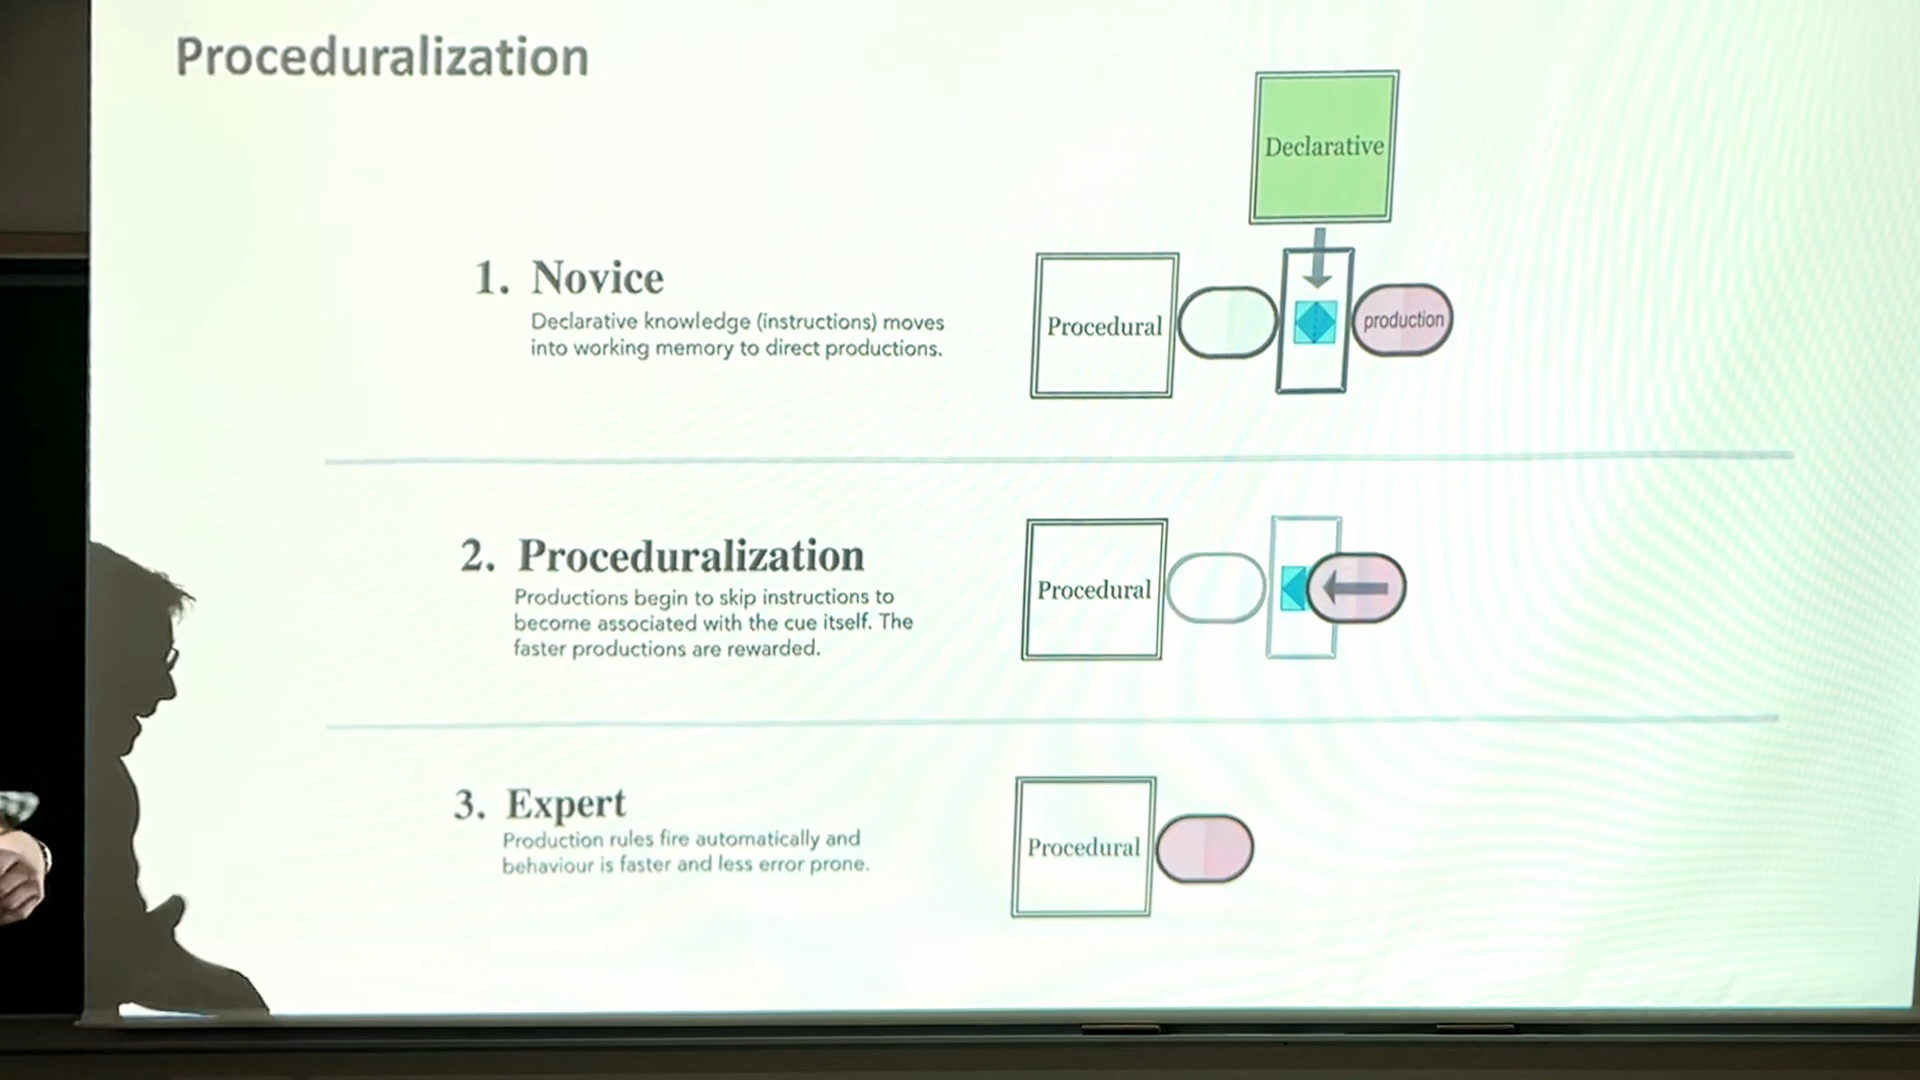 Proceduralization
Declarative
1. Novice
Declarative knowledge (instructions) moves
into working memory to direct productions.
Procedural
production
2. Proceduralization
Productions begin to skip instructions to
become associated with the cue itself. The
faster productions are rewarded.
Procedural
3. Expert
Production rules fire automatically and
behaviour is faster and less error prone.
Procedural